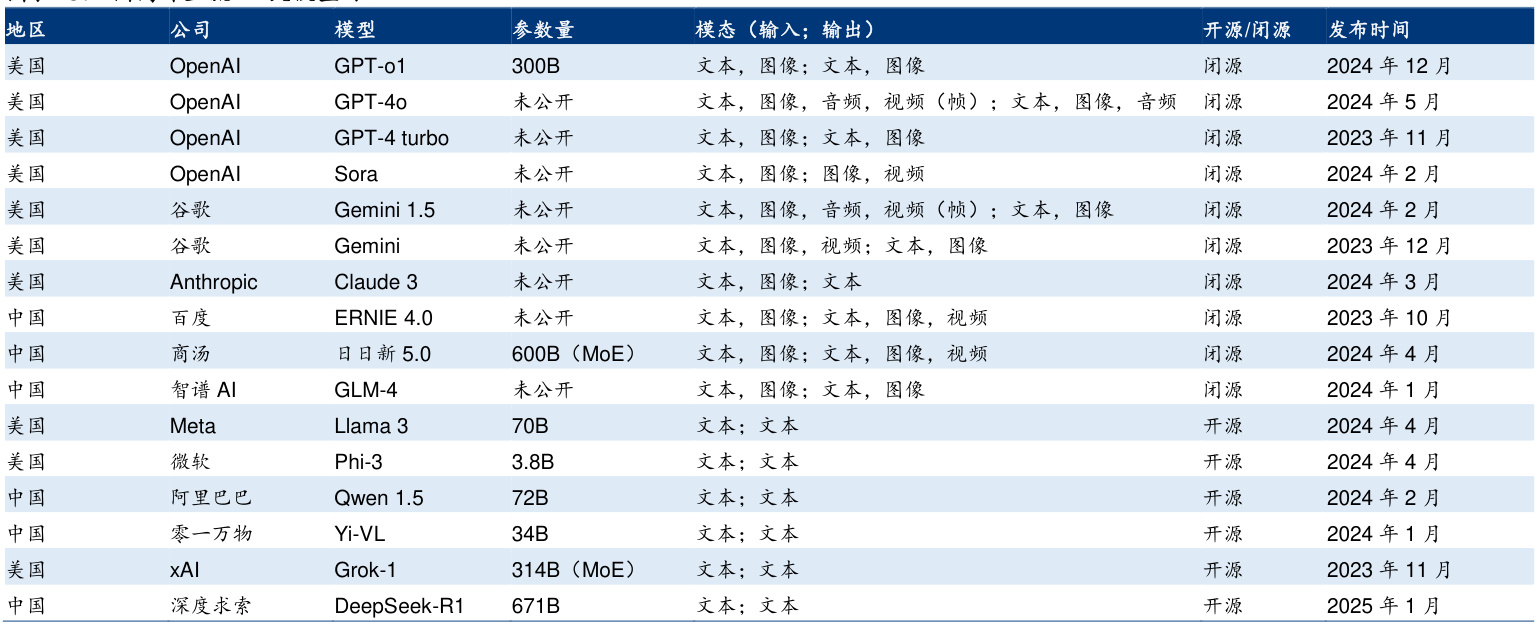 地区 公司 模型 参数量 模态（输入；输出） 开源/闭源 发布时间
美国 OpenAI GPT-o1 300B 文本，图像；文本，图像 闭源 2024 年 12 月
美国 OpenAI GPT-4o 未公开 文本，图像，音频，视频（帧）；文本，图像，音频 闭源 2024 年 5 月
美国 OpenAI GPT-4 turbo 未公开 文本，图像；文本，图像 闭源 2023 年 11 月
美国 OpenAI Sora 未公开 文本，图像；图像，视频 闭源 2024 年 2 月
美国 谷歌 Gemini 1.5 未公开 文本，图像，音频，视频（帧）；文本，图像 闭源 2024 年 2 月
美国 谷歌 Gemini 未公开 文本，图像，视频；文本，图像 闭源 2023 年 12 月
美国 Anthropic Claude 3 未公开 文本，图像；文本 闭源 2024 年 3 月
中国 百度 ERNIE 4.0 未公开 文本，图像；文本，图像，视频 闭源 2023 年 10 月
中国 商汤 日日新 5.0 600B（MoE） 文本，图像；文本，图像，视频 闭源 2024 年 4 月
中国 智谱 AI GLM-4 未公开 文本，图像；文本，图像 闭源 2024 年 1 月
美国 Meta Llama 3 70B 文本；文本 开源 2024 年 4 月
美国 微软 Phi-3 3.8B 文本；文本 开源 2024 年 4 月
中国 阿里巴巴 Qwen 1.5 72B 文本；文本 开源 2024 年 2 月
中国 零一万物 Yi-VL 34B 文本；文本 开源 2024 年 1 月
美国 xAI Grok-1 314B（MoE） 文本；文本 开源 2023 年 11 月
中国 深度求索 DeepSeek-R1 671B 文本；文本 开源 2025 年 1 月